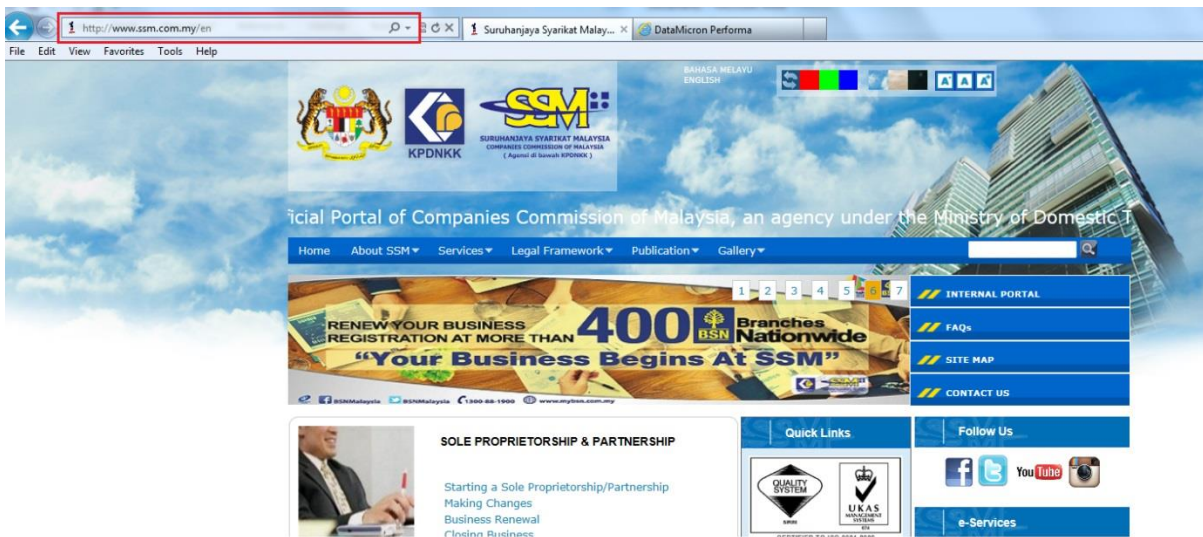 http://www.ssm.com.my/en
Suruhanjaya Syarikat Malay...
DataMicron Performa
File Edit View Favorites Tools Help
BAHASA MELAYU
ENGLISH
A A A
KPDNKK
SSM
SURUHANJAYA SYARIKAT MALAYSIA
COMPANIES COMMISSION OF MALAYSIA
( Agensi di bawah KPDNKK )
icial Portal of Companies Commission of Malaysia, an agency under the Ministry of Domestic T
Home About SSM Services Legal Framework Publication Gallery
1 2 3 4 5 6 7
RENEW YOUR BUSINESS
REGISTRATION AT MORE THAN 400 BSN Branches
Nationwide
“Your Business Begins At SSM”
BSNMalaysia BSNMalaysia 1300-88-1900 www.mybsn.com.my
INTERNAL PORTAL
FAQs
SITE MAP
CONTACT US
SOLE PROPRIETORSHIP & PARTNERSHIP
Starting a Sole Proprietorship/Partnership
Making Changes
Business Renewal
Closing Business
Quick Links
QUALITY
SYSTEM
UKAS
MANAGEMENT
SYSTEMS
Follow Us
You Tube
e-Services